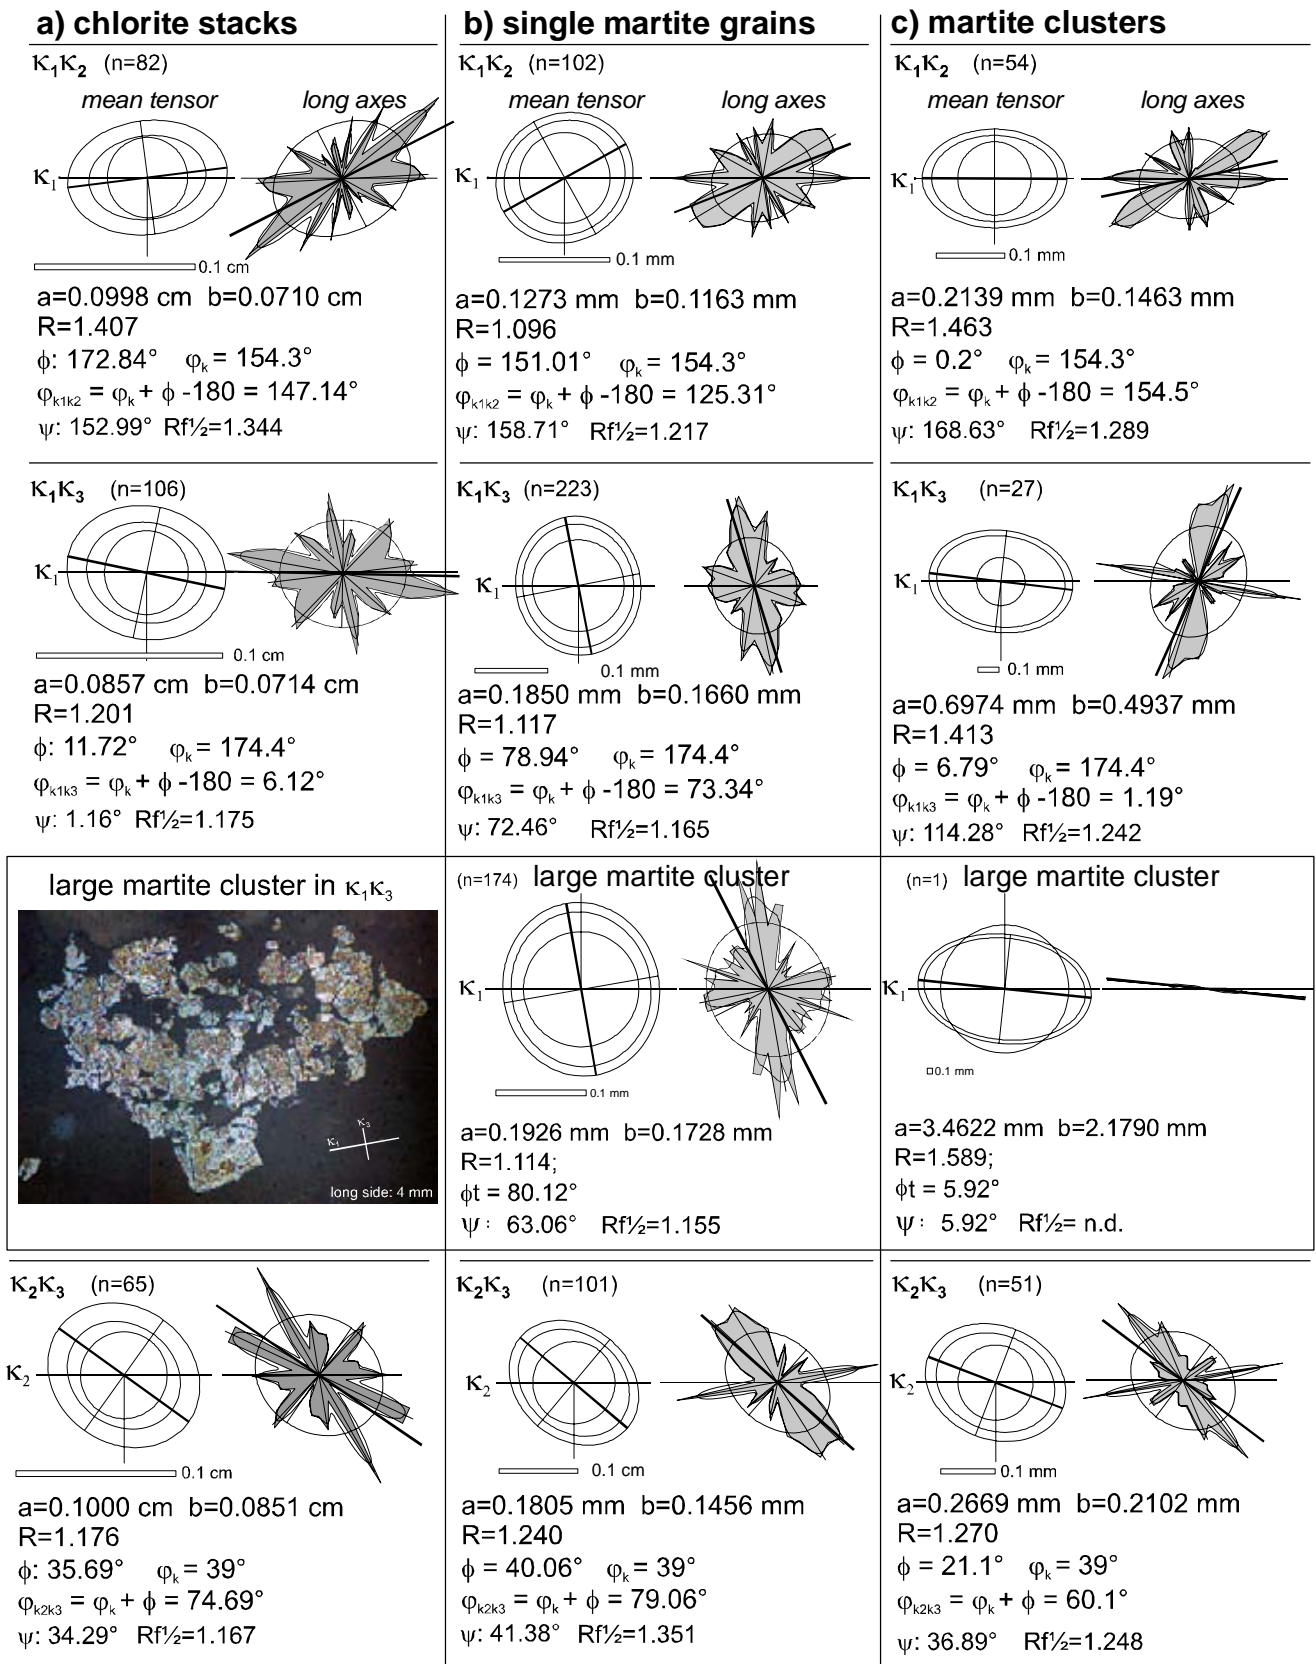 a) chlorite stacks
κ₁κ₂ (n=82)
mean tensor long axes
κ₁
0.1 cm
a=0.0998 cm b=0.0710 cm
R=1.407
ϕ: 172.84° φₖ = 154.3°
φₖ₁ₖ₂ = φₖ + ϕ -180 = 147.14°
ψ: 152.99° Rf½=1.344
κ₁κ₃ (n=106)
κ₁
0.1 cm
a=0.0857 cm b=0.0714 cm
R=1.201
ϕ: 11.72° φₖ = 174.4°
φₖ₁ₖ₃ = φₖ + ϕ -180 = 6.12°
ψ: 1.16° Rf½=1.175
b) single martite grains
κ₁κ₂ (n=102)
mean tensor long axes
κ₁
0.1 mm
a=0.1273 mm b=0.1163 mm
R=1.096
ϕ = 151.01° φₖ = 154.3°
φₖ₁ₖ₂ = φₖ + ϕ -180 = 125.31°
ψ: 158.71° Rf½=1.217
κ₁κ₃ (n=223)
κ₁
0.1 mm
a=0.1850 mm b=0.1660 mm
R=1.117
ϕ = 78.94° φₖ = 174.4°
φₖ₁ₖ₃ = φₖ + ϕ -180 = 73.34°
ψ: 72.46° Rf½=1.165
c) martite clusters
κ₁κ₂ (n=54)
mean tensor long axes
κ₁
0.1 mm
a=0.2139 mm b=0.1463 mm
R=1.463
ϕ = 0.2° φₖ = 154.3°
φₖ₁ₖ₂ = φₖ + ϕ -180 = 154.5°
ψ: 168.63° Rf½=1.289
κ₁κ₃ (n=27)
κ₁
0.1 mm
a=0.6974 mm b=0.4937 mm
R=1.413
ϕ = 6.79° φₖ = 174.4°
φₖ₁ₖ₃ = φₖ + ϕ -180 = 1.19°
ψ: 114.28° Rf½=1.242
large martite cluster in κ₁κ₃
κ₃
κ₁
long side: 4 mm
(n=174) large martite cluster
κ₁
0.1 mm
a=0.1926 mm b=0.1728 mm
R=1.114;
ϕt = 80.12°
ψ: 63.06° Rf½=1.155
(n=1) large martite cluster
κ₁
0.1 mm
a=3.4622 mm b=2.1790 mm
R=1.589;
ϕt = 5.92°
ψ: 5.92° Rf½= n.d.
κ₂κ₃ (n=65)
κ₂
0.1 cm
a=0.1000 cm b=0.0851 cm
R=1.176
ϕ: 35.69° φₖ = 39°
φₖ₂ₖ₃ = φₖ + ϕ = 74.69°
ψ: 34.29° Rf½=1.167
κ₂κ₃ (n=101)
κ₂
0.1 cm
a=0.1805 mm b=0.1456 mm
R=1.240
ϕ = 40.06° φₖ = 39°
φₖ₂ₖ₃ = φₖ + ϕ = 79.06°
ψ: 41.38° Rf½=1.351
κ₂κ₃ (n=51)
κ₂
0.1 mm
a=0.2669 mm b=0.2102 mm
R=1.270
ϕ = 21.1° φₖ = 39°
φₖ₂ₖ₃ = φₖ + ϕ = 60.1°
ψ: 36.89° Rf½=1.248